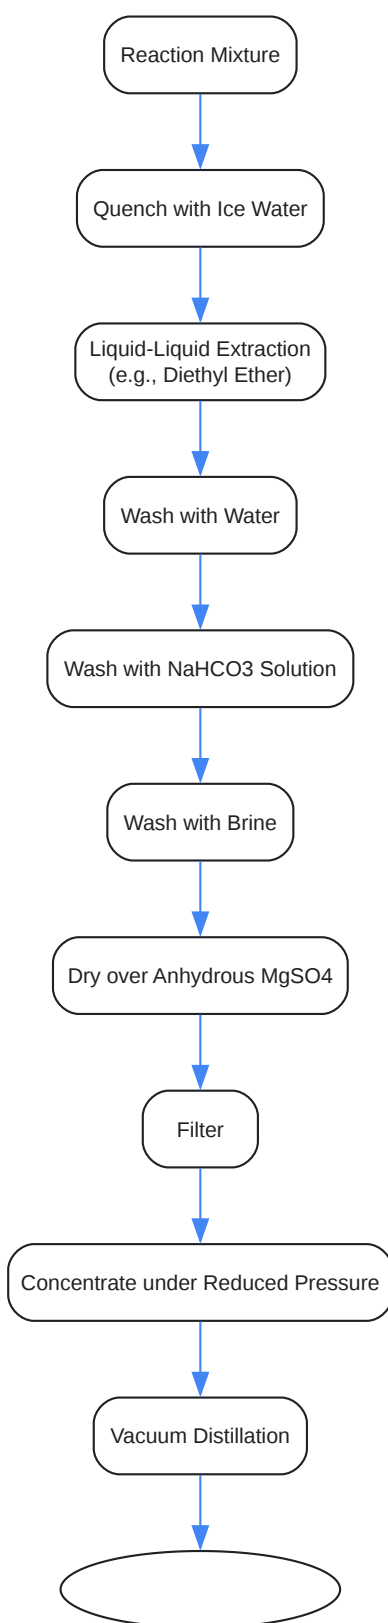 Reaction Mixture
Quench with Ice Water
Liquid-Liquid Extraction
(e.g., Diethyl Ether)
Wash with Water
Wash with NaHCO3 Solution
Wash with Brine
Dry over Anhydrous MgSO4
Filter
Concentrate under Reduced Pressure
Vacuum Distillation